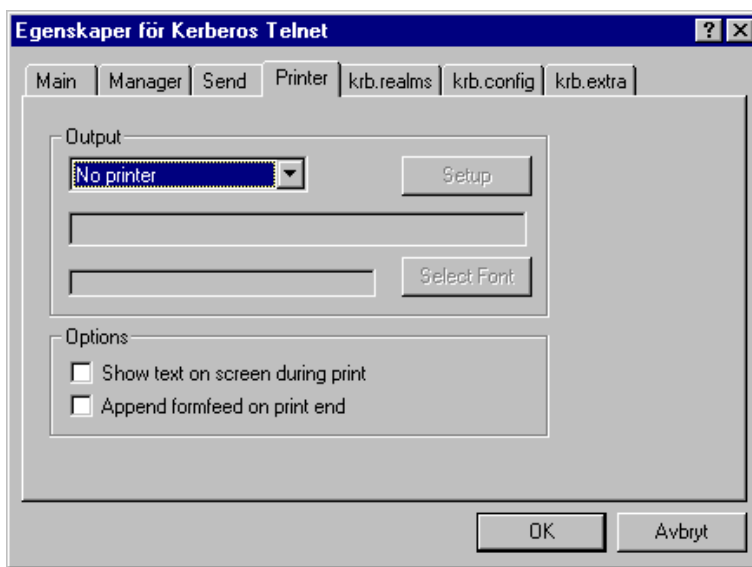 Egenskaper för Kerberos Telnet
Main Manager Send Printer krb.realms krb.config krb.extra
Output
No printer Setup
Select Font
Options
Show text on screen during print
Append formfeed on print end
OK Avbryt